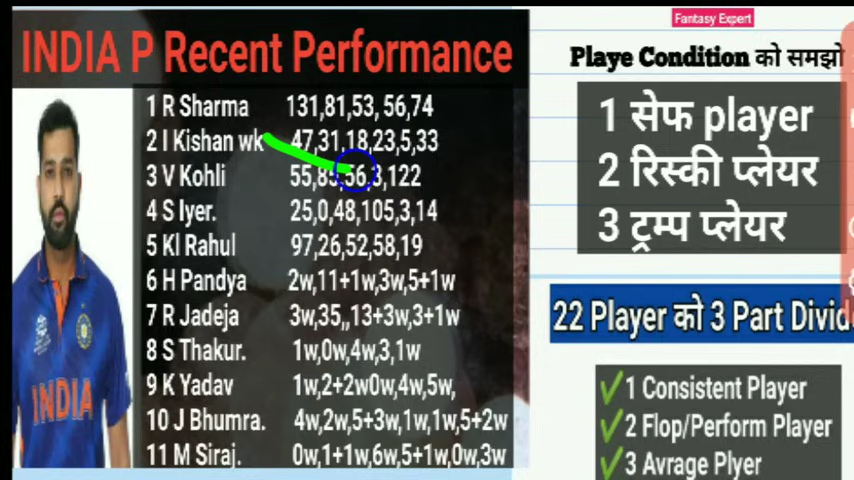 INDIA P Recent Performance
1 R Sharma 131,81,53, 56,74
2 I Kishan wk 47,31,18,23,5,33
3 V Kohli 55,85,56,3,122
4 S Iyer. 25,0,48,105,3,14
5 Kl Rahul 97,26,52,58,19
6 H Pandya 2w,11+1w,3w,5+1w
7 R Jadeja 3w,35,,13+3w,3+1w
8 S Thakur. 1w,0w,4w,3,1w
9 K Yadav 1w,2+2w0w,4w,5w,
10 J Bhumra. 4w,2w,5+3w,1w,1w,5+2w
11 M Siraj. 0w,1+1w,6w,5+1w,0w,3w
INDIA
Fantasy Expert
Playe Condition को समझो
1 सेफ player
2 रिस्की प्लेयर
3 ट्रम्प प्लेयर
22 Player को 3 Part Divid
✓1 Consistent Player
✓2 Flop/Perform Player
✓3 Avrage Plyer